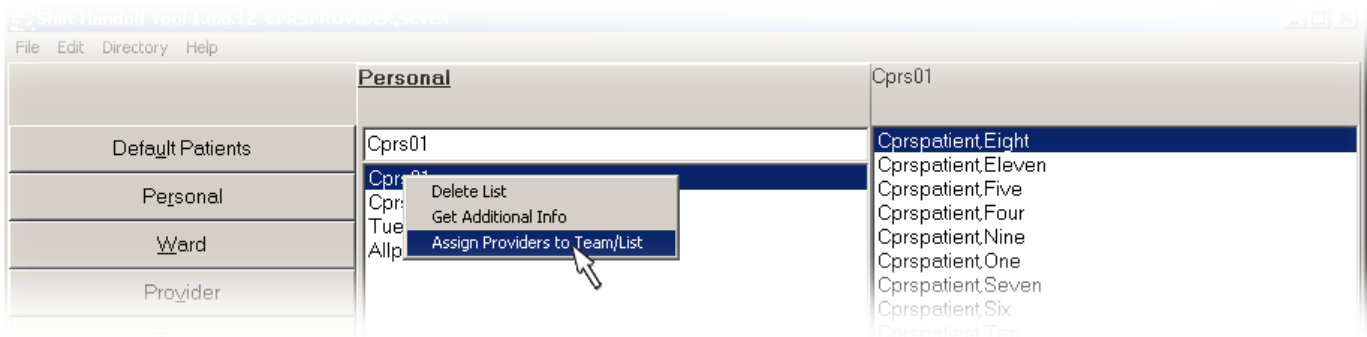 Shift Handoff Tool 1.0.0.12 CPRSPROVIDER,SEVEN
File Edit Directory Help
Personal
Cprs01
Default Patients
Personal
Ward
Provider
Cprs01
Delete List
Get Additional Info
Assign Providers to Team/List
Cprspatient,Eight
Cprspatient,Eleven
Cprspatient,Five
Cprspatient,Four
Cprspatient,Nine
Cprspatient,One
Cprspatient,Seven
Cprspatient,Six
Cprspatient,Ten